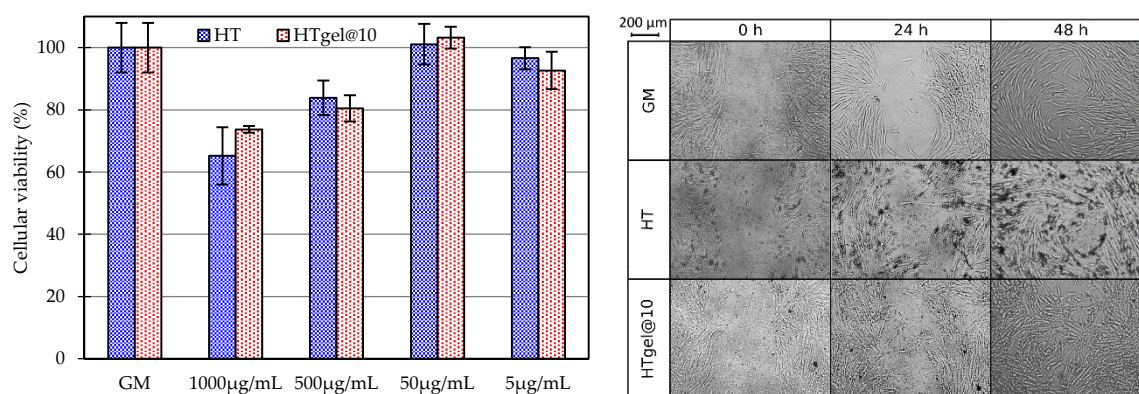 HT HTgel@10
Cellular viability (%)
100
80
60
40
20
0
GM 1000µg/mL 500µg/mL 50µg/mL 5µg/mL
200 µm
0 h 24 h 48 h
GM
HT
HTgel@10